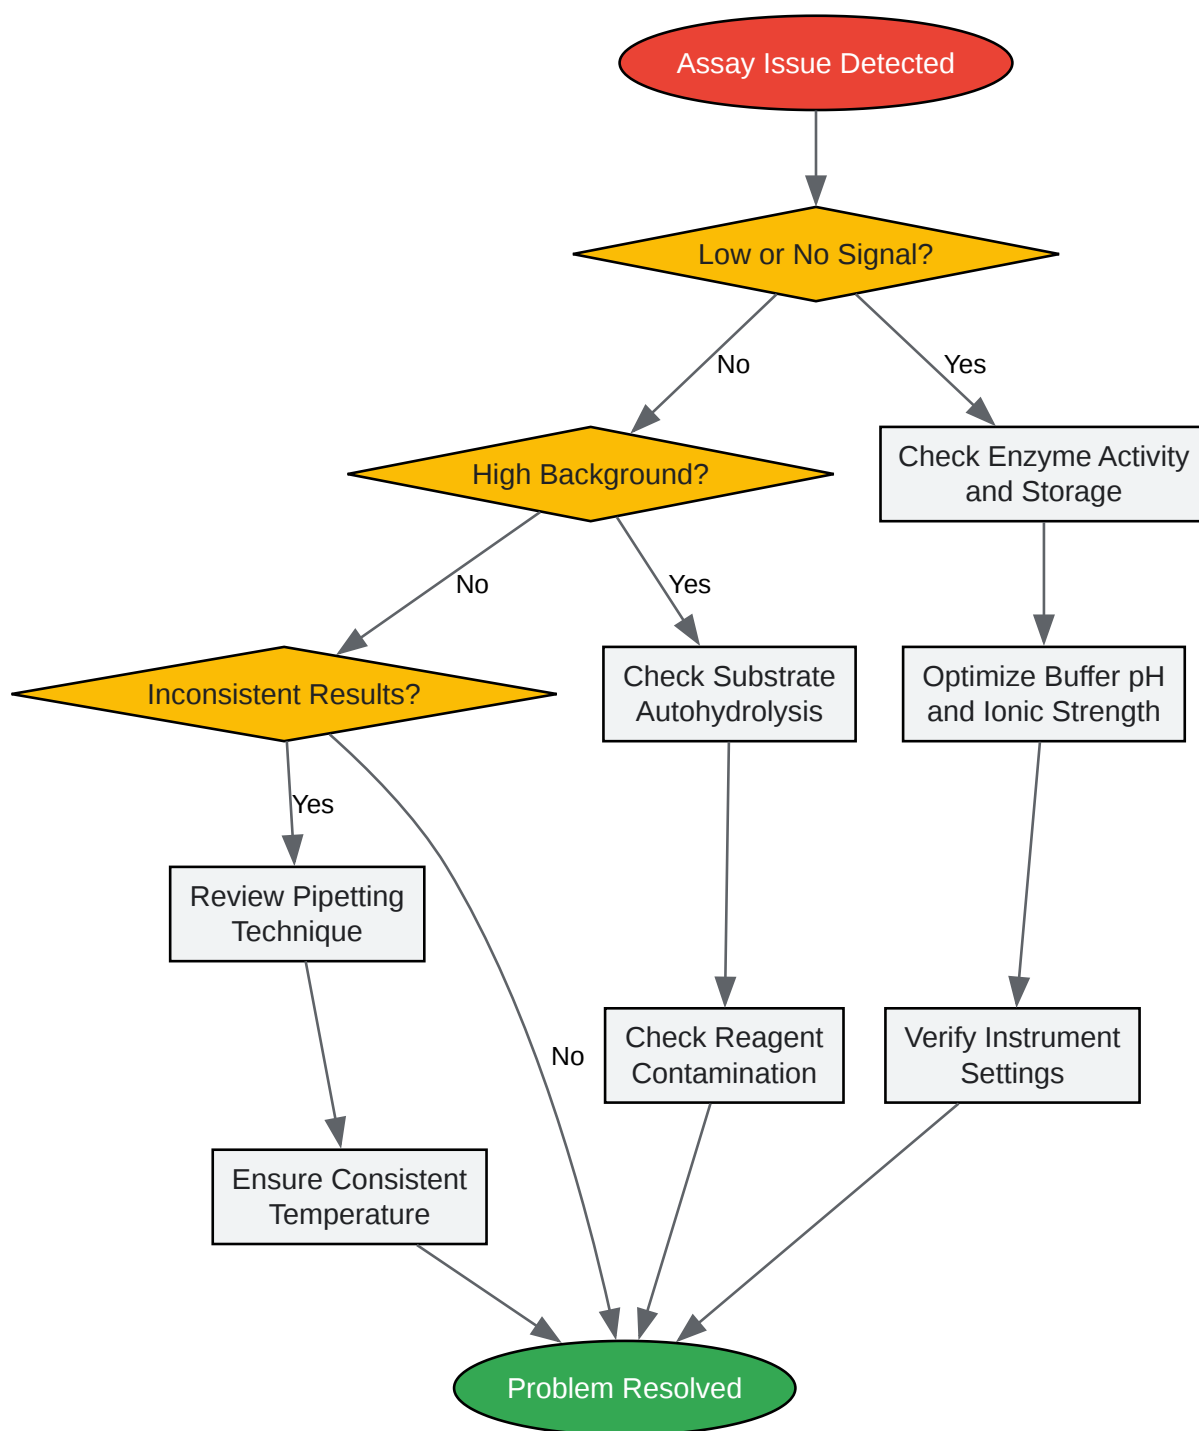 Assay Issue Detected
Low or No Signal?
No
Yes
High Background?
Check Enzyme Activity
and Storage
No
Yes
Inconsistent Results?
Check Substrate
Autohydrolysis
Optimize Buffer pH
and Ionic Strength
Yes
Review Pipetting
Technique
No
Check Reagent
Contamination
Verify Instrument
Settings
Ensure Consistent
Temperature
Problem Resolved